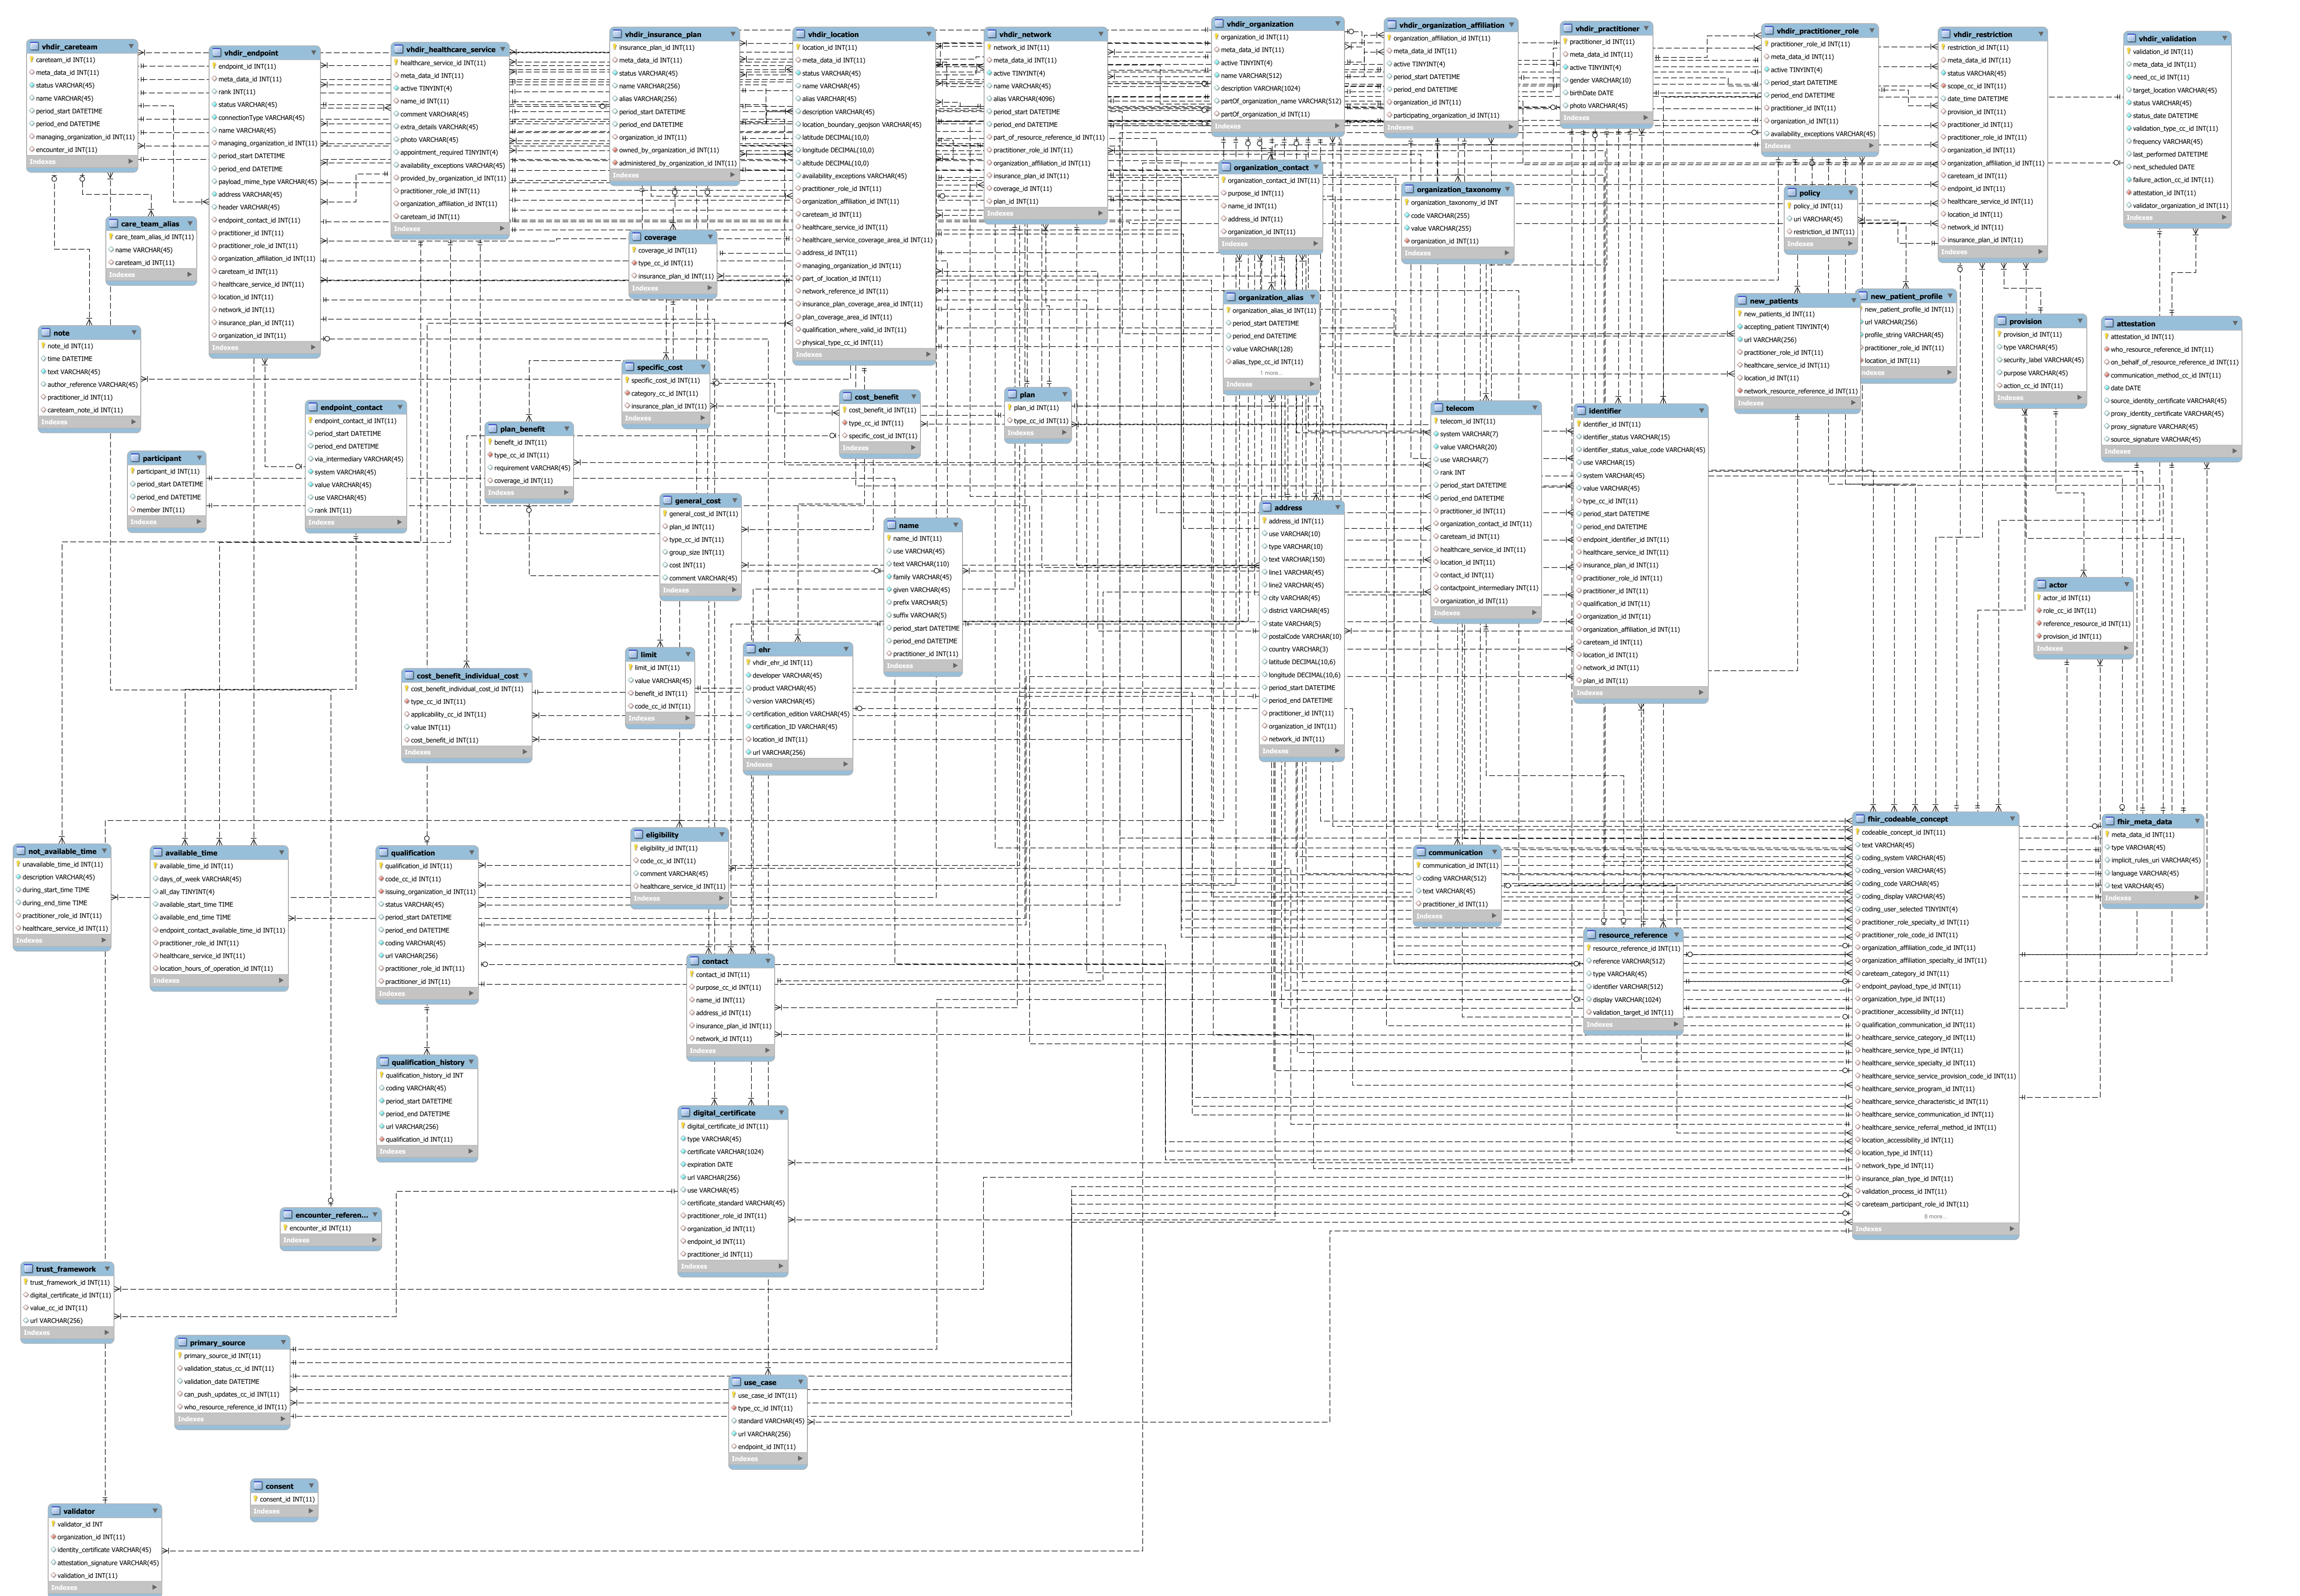 vhdir_careteam
careteam_id INT(11)
meta_data_id INT(11)
status VARCHAR(45)
name VARCHAR(45)
period_start DATETIME
period_end DATETIME
managing_organization_id INT(11)
encounter_id INT(11)
Indexes
vhdir_endpoint
endpoint_id INT(11)
meta_data_id INT(11)
rank INT(11)
status VARCHAR(45)
connectionType VARCHAR(45)
name VARCHAR(45)
managing_organization_id INT(11)
period_start DATETIME
period_end DATETIME
payload_mime_type VARCHAR(45)
address VARCHAR(45)
header VARCHAR(45)
endpoint_contact_id INT(11)
practitioner_id INT(11)
practitioner_role_id INT(11)
organization_affiliation_id INT(11)
careteam_id INT(11)
healthcare_service_id INT(11)
location_id INT(11)
network_id INT(11)
insurance_plan_id INT(11)
organization_id INT(11)
Indexes
vhdir_healthcare_service
healthcare_service_id INT(11)
meta_data_id INT(11)
active TINYINT(4)
name_id INT(11)
comment VARCHAR(45)
extra_details VARCHAR(45)
photo VARCHAR(45)
appointment_required TINYINT(4)
availability_exceptions VARCHAR(45)
provided_by_organization_id INT(11)
practitioner_role_id INT(11)
organization_affiliation_id INT(11)
careteam_id INT(11)
Indexes
vhdir_insurance_plan
insurance_plan_id INT(11)
meta_data_id INT(11)
status VARCHAR(45)
name VARCHAR(256)
alias VARCHAR(256)
period_start DATETIME
period_end DATETIME
organization_id INT(11)
owned_by_organization_id INT(11)
administered_by_organization_id INT(11)
Indexes
vhdir_location
location_id INT(11)
meta_data_id INT(11)
status VARCHAR(45)
name VARCHAR(45)
alias VARCHAR(45)
description VARCHAR(45)
location_boundary_geojson VARCHAR(45)
latitude DECIMAL(10,0)
longitude DECIMAL(10,0)
altitude DECIMAL(10,0)
availability_exceptions VARCHAR(45)
practitioner_role_id INT(11)
organization_affiliation_id INT(11)
careteam_id INT(11)
healthcare_service_id INT(11)
healthcare_service_coverage_area_id INT(11)
address_id INT(11)
managing_organization_id INT(11)
part_of_location_id INT(11)
network_reference_id INT(11)
insurance_plan_coverage_area_id INT(11)
plan_coverage_area_id INT(11)
qualification_where_valid_id INT(11)
physical_type_cc_id INT(11)
Indexes
vhdir_network
network_id INT(11)
meta_data_id INT(11)
active TINYINT(4)
name VARCHAR(45)
alias VARCHAR(4096)
period_start DATETIME
period_end DATETIME
part_of_resource_reference_id INT(11)
practitioner_role_id INT(11)
organization_affiliation_id INT(11)
insurance_plan_id INT(11)
coverage_id INT(11)
plan_id INT(11)
Indexes
vhdir_organization
organization_id INT(11)
meta_data_id INT(11)
active TINYINT(4)
name VARCHAR(512)
description VARCHAR(1024)
partOf_organization_name VARCHAR(512)
partOf_organization_id INT(11)
Indexes
vhdir_organization_affiliation
organization_affiliation_id INT(11)
meta_data_id INT(11)
active TINYINT(4)
period_start DATETIME
period_end DATETIME
organization_id INT(11)
participating_organization_id INT(11)
Indexes
vhdir_practitioner
practitioner_id INT(11)
meta_data_id INT(11)
active TINYINT(4)
gender VARCHAR(10)
birthDate DATE
photo VARCHAR(45)
Indexes
vhdir_practitioner_role
practitioner_role_id INT(11)
meta_data_id INT(11)
active TINYINT(4)
period_start DATETIME
period_end DATETIME
practitioner_id INT(11)
organization_id INT(11)
availability_exceptions VARCHAR(45)
Indexes
vhdir_restriction
restriction_id INT(11)
meta_data_id INT(11)
status VARCHAR(45)
scope_cc_id INT(11)
date_time DATETIME
provision_id INT(11)
practitioner_id INT(11)
practitioner_role_id INT(11)
organization_id INT(11)
organization_affiliation_id INT(11)
careteam_id INT(11)
endpoint_id INT(11)
healthcare_service_id INT(11)
location_id INT(11)
network_id INT(11)
insurance_plan_id INT(11)
Indexes
vhdir_validation
validation_id INT(11)
meta_data_id INT(11)
need_cc_id INT(11)
target_location VARCHAR(45)
status VARCHAR(45)
status_date DATETIME
validation_type_cc_id INT(11)
frequency VARCHAR(45)
last_performed DATETIME
next_scheduled DATE
failure_action_cc_id INT(11)
attestation_id INT(11)
validator_organization_id INT(11)
Indexes
care_team_alias
care_team_alias_id INT(11)
name VARCHAR(45)
careteam_id INT(11)
Indexes
coverage
coverage_id INT(11)
type_cc_id INT(11)
insurance_plan_id INT(11)
Indexes
organization_contact
organization_contact_id INT(11)
purpose_id INT(11)
name_id INT(11)
address_id INT(11)
organization_id INT(11)
Indexes
organization_taxonomy
organization_taxonomy_id INT
code VARCHAR(255)
value VARCHAR(255)
organization_id INT(11)
Indexes
policy
policy_id INT(11)
uri VARCHAR(45)
restriction_id INT(11)
Indexes
organization_alias
organization_alias_id INT(11)
period_start DATETIME
period_end DATETIME
value VARCHAR(128)
alias_type_cc_id INT(11)
1 more...
Indexes
new_patients
new_patients_id INT(11)
accepting_patient TINYINT(4)
url VARCHAR(256)
practitioner_role_id INT(11)
healthcare_service_id INT(11)
location_id INT(11)
network_resource_reference_id INT(11)
Indexes
new_patient_profile
new_patient_profile_id INT(11)
url VARCHAR(256)
profile_string VARCHAR(45)
practitioner_role_id INT(11)
location_id INT(11)
Indexes
provision
provision_id INT(11)
type VARCHAR(45)
security_label VARCHAR(45)
purpose VARCHAR(45)
action_cc_id INT(11)
Indexes
attestation
attestation_id INT(11)
who_resource_reference_id INT(11)
on_behalf_of_resource_reference_id INT(11)
communication_method_cc_id INT(11)
date DATE
source_identity_certificate VARCHAR(45)
proxy_identity_certificate VARCHAR(45)
proxy_signature VARCHAR(45)
source_signature VARCHAR(45)
Indexes
note
note_id INT(11)
time DATETIME
text VARCHAR(45)
author_reference VARCHAR(45)
practitioner_id INT(11)
careteam_note_id INT(11)
Indexes
specific_cost
specific_cost_id INT(11)
category_cc_id INT(11)
insurance_plan_id INT(11)
Indexes
cost_benefit
cost_benefit_id INT(11)
type_cc_id INT(11)
specific_cost_id INT(11)
Indexes
plan
plan_id INT(11)
type_cc_id INT(11)
Indexes
endpoint_contact
endpoint_contact_id INT(11)
period_start DATETIME
period_end DATETIME
via_intermediary VARCHAR(45)
system VARCHAR(45)
value VARCHAR(45)
use VARCHAR(45)
rank INT(11)
Indexes
plan_benefit
benefit_id INT(11)
type_cc_id INT(11)
requirement VARCHAR(45)
coverage_id INT(11)
Indexes
telecom
telecom_id INT(11)
system VARCHAR(7)
value VARCHAR(20)
use VARCHAR(7)
rank INT
period_start DATETIME
period_end DATETIME
practitioner_id INT(11)
organization_contact_id INT(11)
careteam_id INT(11)
healthcare_service_id INT(11)
location_id INT(11)
contact_id INT(11)
contactpoint_intermediary INT(11)
organization_id INT(11)
Indexes
identifier
identifier_id INT(11)
identifier_status VARCHAR(15)
identifier_status_value_code VARCHAR(45)
use VARCHAR(15)
system VARCHAR(45)
value VARCHAR(45)
type_cc_id INT(11)
period_start DATETIME
period_end DATETIME
endpoint_identifier_id INT(11)
healthcare_service_id INT(11)
insurance_plan_id INT(11)
practitioner_role_id INT(11)
practitioner_id INT(11)
qualification_id INT(11)
organization_id INT(11)
organization_affiliation_id INT(11)
careteam_id INT(11)
location_id INT(11)
network_id INT(11)
plan_id INT(11)
Indexes
participant
participant_id INT(11)
period_start DATETIME
period_end DATETIME
member INT(11)
Indexes
general_cost
general_cost_id INT(11)
plan_id INT(11)
type_cc_id INT(11)
group_size INT(11)
cost INT(11)
comment VARCHAR(45)
Indexes
name
name_id INT(11)
use VARCHAR(45)
text VARCHAR(110)
family VARCHAR(45)
given VARCHAR(45)
prefix VARCHAR(5)
suffix VARCHAR(5)
period_start DATETIME
period_end DATETIME
practitioner_id INT(11)
Indexes
address
address_id INT(11)
use VARCHAR(10)
type VARCHAR(10)
text VARCHAR(150)
line1 VARCHAR(45)
line2 VARCHAR(45)
city VARCHAR(45)
district VARCHAR(45)
state VARCHAR(5)
postalCode VARCHAR(10)
country VARCHAR(3)
latitude DECIMAL(10,6)
longitude DECIMAL(10,6)
period_start DATETIME
period_end DATETIME
practitioner_id INT(11)
organization_id INT(11)
network_id INT(11)
Indexes
actor
actor_id INT(11)
role_cc_id INT(11)
reference_resource_id INT(11)
provision_id INT(11)
Indexes
cost_benefit_individual_cost
cost_benefit_individual_cost_id INT(11)
type_cc_id INT(11)
applicability_cc_id INT(11)
value INT(11)
cost_benefit_id INT(11)
Indexes
limit
limit_id INT(11)
value VARCHAR(45)
benefit_id INT(11)
code_cc_id INT(11)
Indexes
ehr
vhdir_ehr_id INT(11)
developer VARCHAR(45)
product VARCHAR(45)
version VARCHAR(45)
certification_edition VARCHAR(45)
certification_ID VARCHAR(45)
location_id INT(11)
url VARCHAR(256)
Indexes
not_available_time
unavailable_time_id INT(11)
description VARCHAR(45)
during_start_time TIME
during_end_time TIME
practitioner_role_id INT(11)
healthcare_service_id INT(11)
Indexes
available_time
available_time_id INT(11)
days_of_week VARCHAR(45)
all_day TINYINT(4)
available_start_time TIME
available_end_time TIME
endpoint_contact_available_time_id INT(11)
practitioner_role_id INT(11)
healthcare_service_id INT(11)
location_hours_of_operation_id INT(11)
Indexes
qualification
qualification_id INT(11)
code_cc_id INT(11)
issuing_organization_id INT(11)
status VARCHAR(45)
period_start DATETIME
period_end DATETIME
coding VARCHAR(45)
url VARCHAR(256)
practitioner_role_id INT(11)
practitioner_id INT(11)
Indexes
eligibility
eligibility_id INT(11)
code_cc_id INT(11)
comment VARCHAR(45)
healthcare_service_id INT(11)
Indexes
communication
communication_id INT(11)
coding VARCHAR(512)
text VARCHAR(45)
practitioner_id INT(11)
Indexes
fhir_codeable_concept
codeable_concept_id INT(11)
text VARCHAR(45)
coding_system VARCHAR(45)
coding_version VARCHAR(45)
coding_code VARCHAR(45)
coding_display VARCHAR(45)
coding_user_selected TINYINT(4)
practitioner_role_specialty_id INT(11)
practitioner_role_code_id INT(11)
organization_affiliation_code_id INT(11)
organization_affiliation_specialty_id INT(11)
careteam_category_id INT(11)
endpoint_payload_type_id INT(11)
organization_type_id INT(11)
practitioner_accessibility_id INT(11)
qualification_communication_id INT(11)
healthcare_service_category_id INT(11)
healthcare_service_type_id INT(11)
healthcare_service_specialty_id INT(11)
healthcare_service_service_provision_code_id INT(11)
healthcare_service_program_id INT(11)
healthcare_service_characteristic_id INT(11)
healthcare_service_communication_id INT(11)
healthcare_service_referral_method_id INT(11)
location_accessibility_id INT(11)
location_type_id INT(11)
network_type_id INT(11)
insurance_plan_type_id INT(11)
validation_process_id INT(11)
careteam_participant_role_id INT(11)
8 more...
Indexes
fhir_meta_data
meta_data_id INT(11)
type VARCHAR(45)
implicit_rules_uri VARCHAR(45)
language VARCHAR(45)
text VARCHAR(45)
Indexes
resource_reference
resource_reference_id INT(11)
reference VARCHAR(512)
type VARCHAR(45)
identifier VARCHAR(512)
display VARCHAR(1024)
validation_target_id INT(11)
Indexes
contact
contact_id INT(11)
purpose_cc_id INT(11)
name_id INT(11)
address_id INT(11)
insurance_plan_id INT(11)
network_id INT(11)
Indexes
qualification_history
qualification_history_id INT
coding VARCHAR(45)
period_start DATETIME
period_end DATETIME
url VARCHAR(256)
qualification_id INT(11)
Indexes
digital_certificate
digital_certificate_id INT(11)
type VARCHAR(45)
certificate VARCHAR(1024)
expiration DATE
url VARCHAR(256)
use VARCHAR(45)
certificate_standard VARCHAR(45)
practitioner_role_id INT(11)
organization_id INT(11)
endpoint_id INT(11)
practitioner_id INT(11)
Indexes
encounter_referen...
encounter_id INT(11)
Indexes
trust_framework
trust_framework_id INT(11)
digital_certificate_id INT(11)
value_cc_id INT(11)
url VARCHAR(256)
Indexes
primary_source
primary_source_id INT(11)
validation_status_cc_id INT(11)
validation_date DATETIME
can_push_updates_cc_id INT(11)
who_resource_reference_id INT(11)
Indexes
use_case
use_case_id INT(11)
type_cc_id INT(11)
standard VARCHAR(45)
url VARCHAR(256)
endpoint_id INT(11)
Indexes
consent
consent_id INT(11)
Indexes
validator
validator_id INT
organization_id INT(11)
identity_certificate VARCHAR(45)
attestation_signature VARCHAR(45)
validation_id INT(11)
Indexes